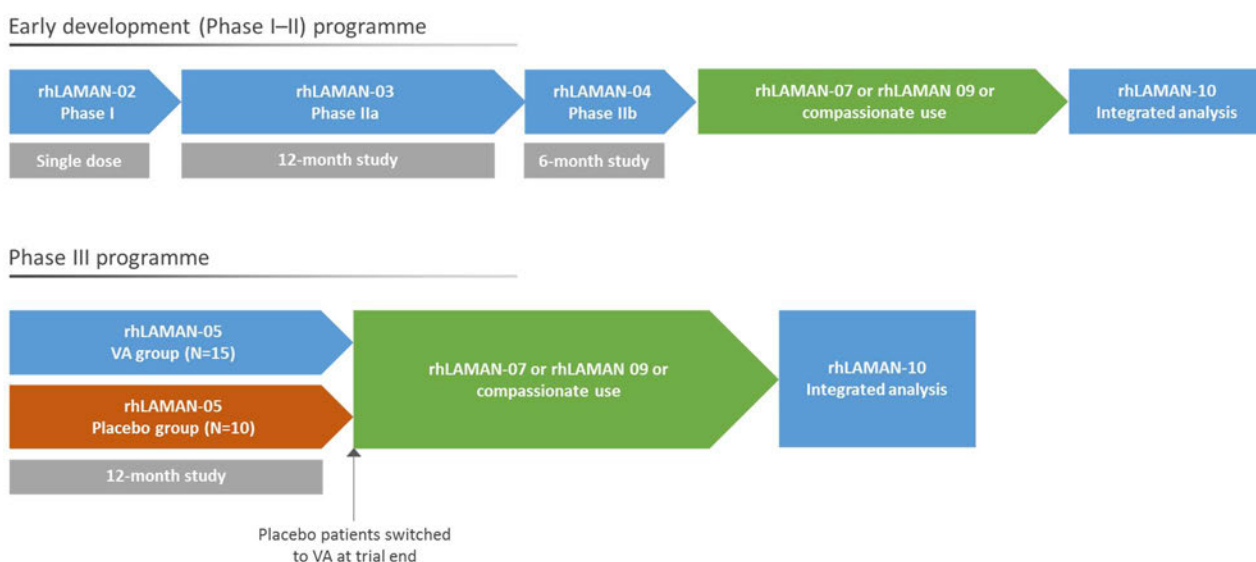 Early development (Phase I–II) programme
rhLAMAN-02
Phase I
rhLAMAN-03
Phase IIa
rhLAMAN-04
Phase IIb
rhLAMAN-07 or rhLAMAN 09 or
compassionate use
rhLAMAN-10
Integrated analysis
Single dose
12-month study
6-month study
Phase III programme
rhLAMAN-05
VA group (N=15)
rhLAMAN-05
Placebo group (N=10)
rhLAMAN-07 or rhLAMAN 09 or
compassionate use
rhLAMAN-10
Integrated analysis
12-month study
Placebo patients switched
to VA at trial end